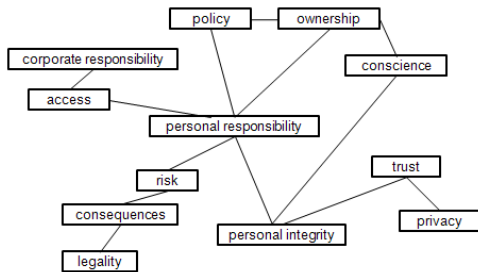 policy
ownership
corporate responsibility
conscience
access
personal responsibility
trust
risk
consequences
privacy
personal integrity
legality